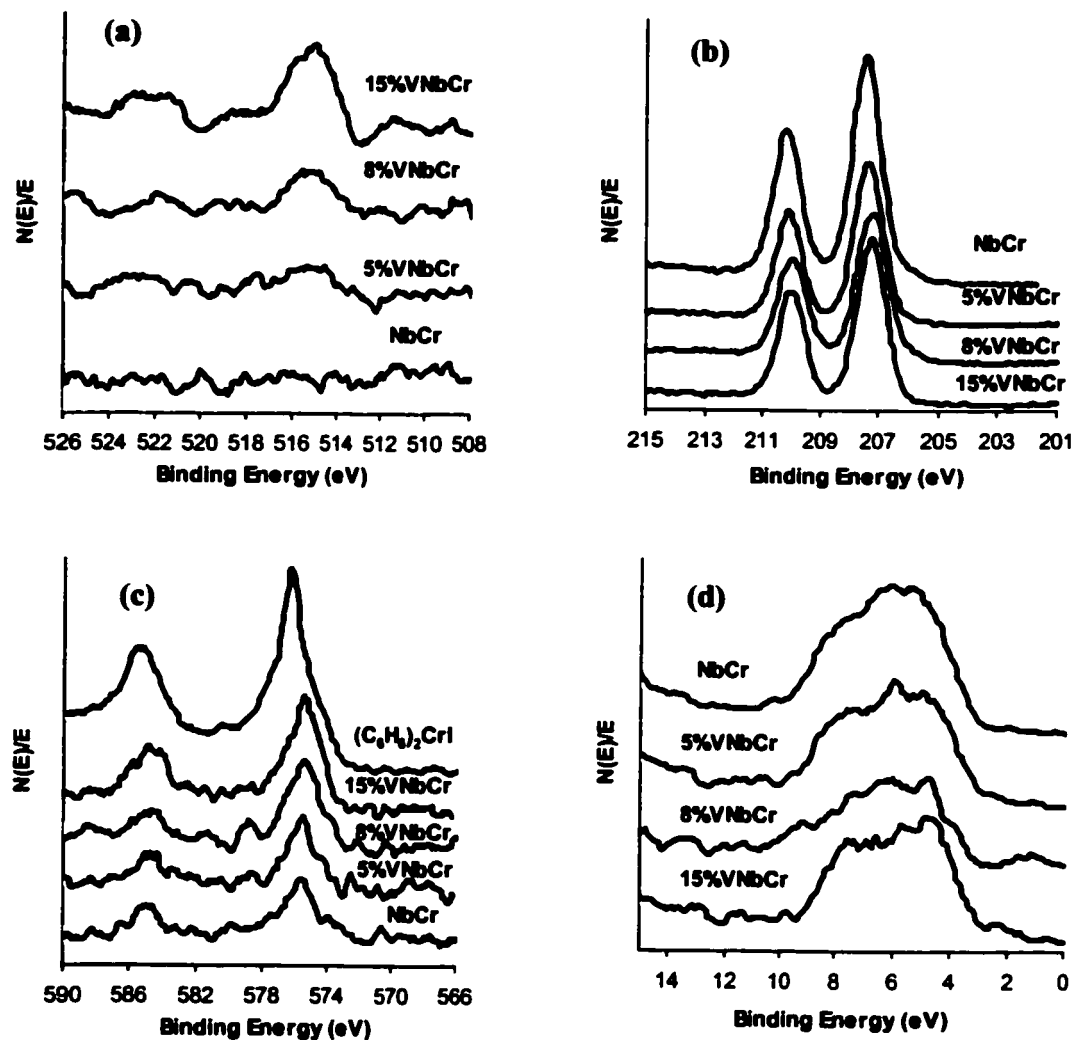 (a)
15%VNbCr
8%VNbCr
5%VNbCr
NbCr
N(E)/E
526 524 522 520 518 516 514 512 510 508
Binding Energy (eV)
(b)
NbCr
5%VNbCr
8%VNbCr
15%VNbCr
N(E)/E
215 213 211 209 207 205 203 201
Binding Energy (eV)
(c)
(C6H6)2CrI
15%VNbCr
8%VNbCr
5%VNbCr
NbCr
N(E)/E
590 586 582 578 574 570 566
Binding Energy (eV)
(d)
NbCr
5%VNbCr
8%VNbCr
15%VNbCr
N(E)/E
14 12 10 8 6 4 2 0
Binding Energy (eV)